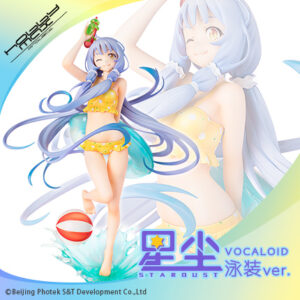 hobby
max
星尘
STARDUST
VOCALOID
泳装ver.
©Beijing Photek S&T Development Co.,Ltd